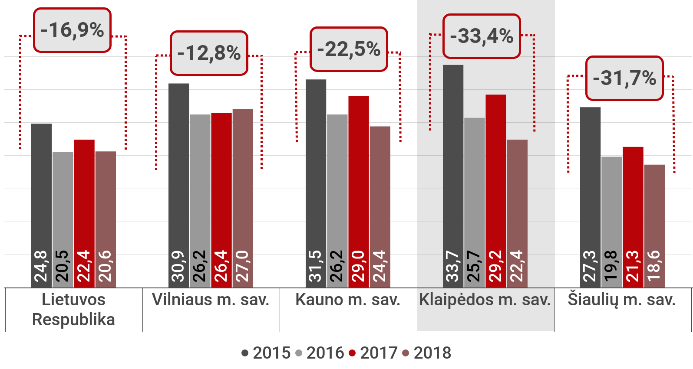 -16,9%
-12,8%
-22,5%
-33,4%
-31,7%
24,8 20,5 22,4 20,6
30,9 26,2 26,4 27,0
31,5 26,2 29,0 24,4
33,7 25,7 29,2 22,4
27,3 19,8 21,3 18,6
Lietuvos
Respublika
Vilniaus m. sav.
Kauno m. sav.
Klaipėdos m. sav.
Šiaulių m. sav.
2015 2016 2017 2018